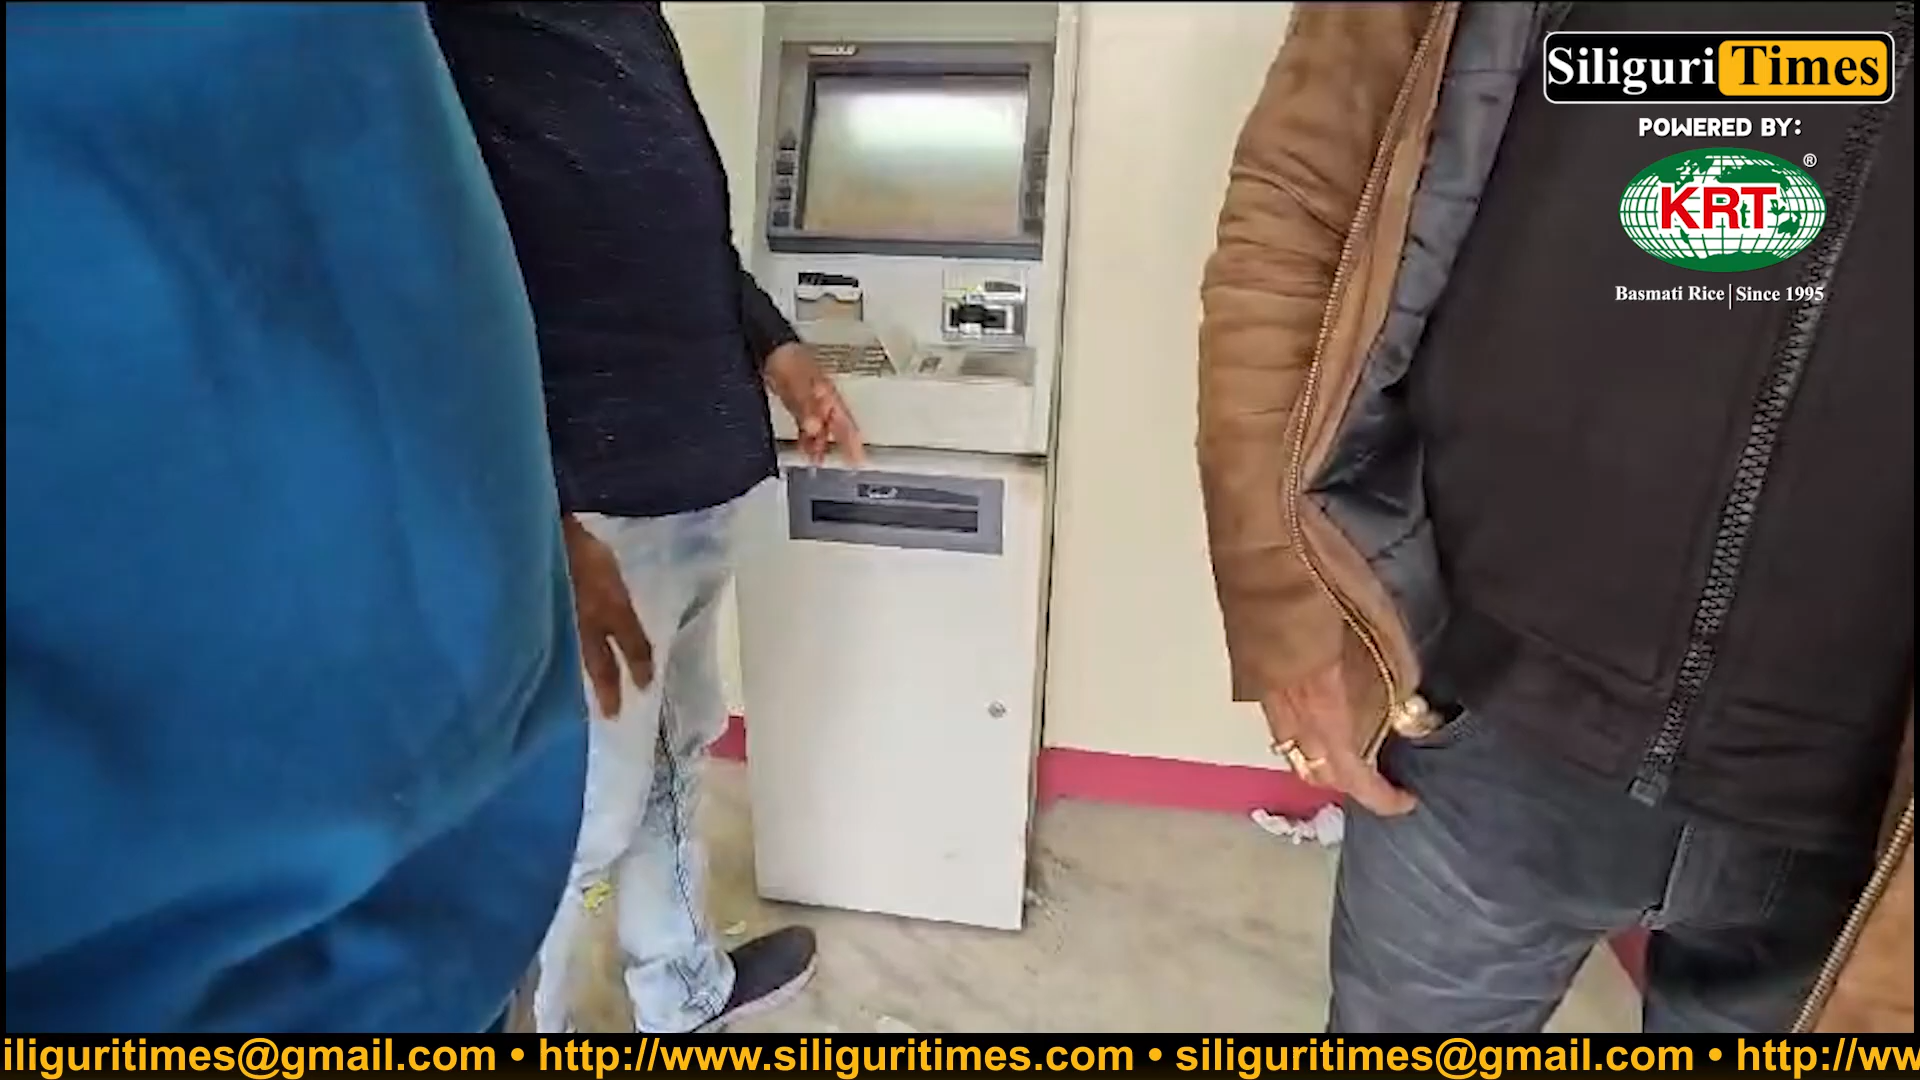 Siliguri Times
POWERED BY:
KRT®
Basmati Rice | Since 1995
iliguritimes@gmail.com • http://www.siliguritimes.com • siliguritimes@gmail.com • http://ww